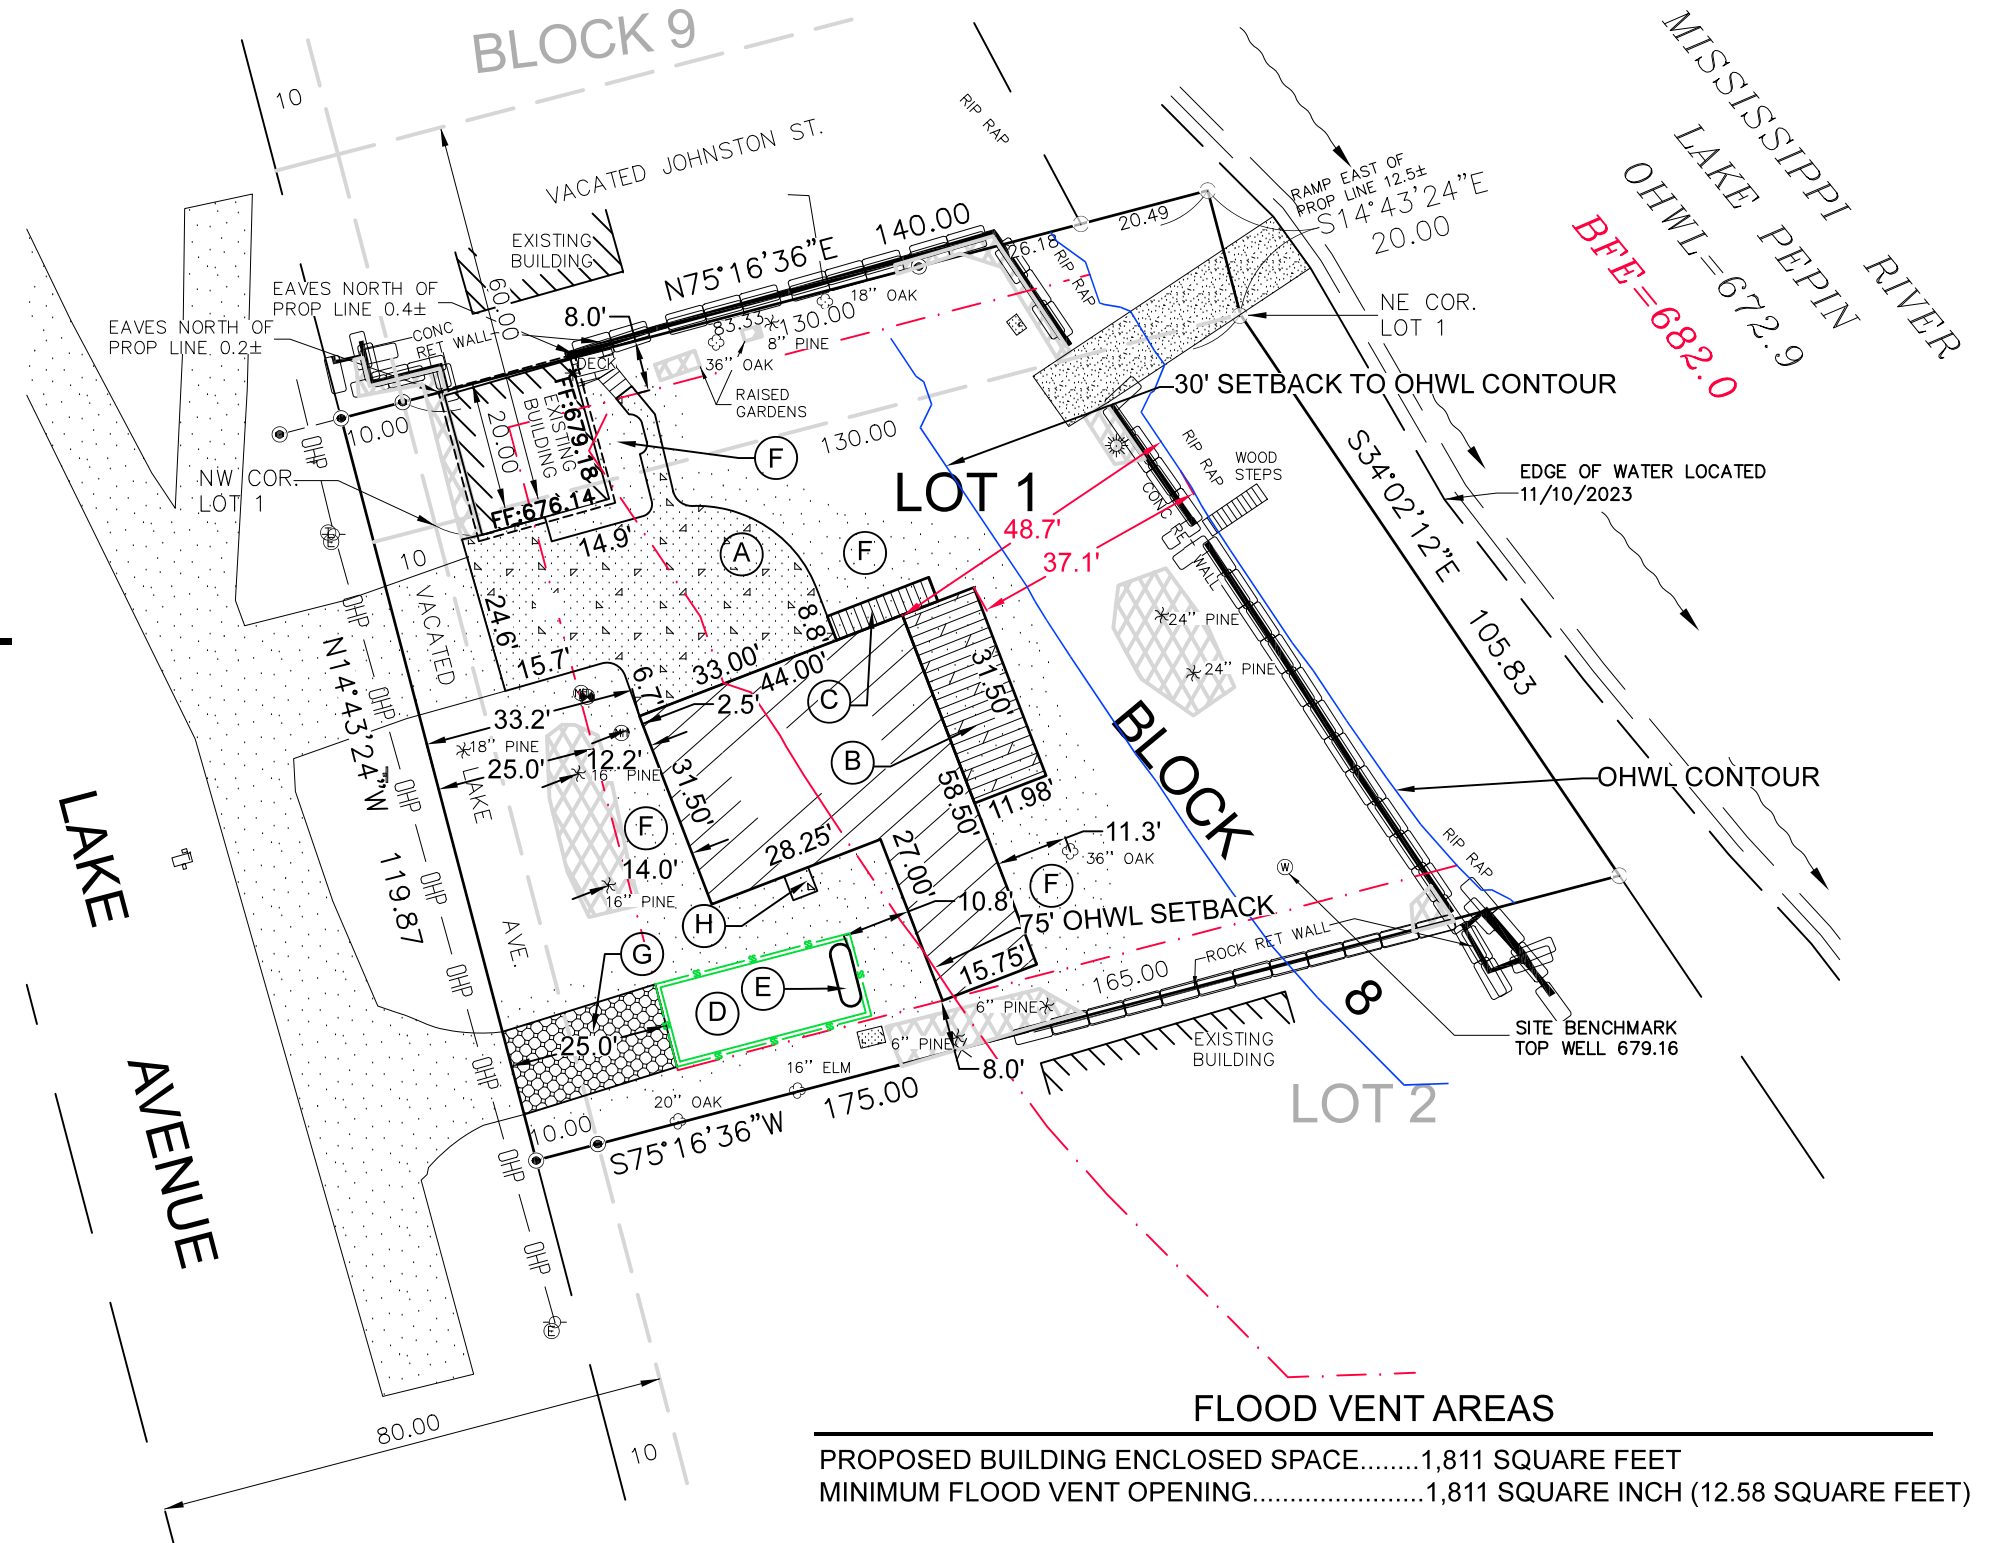 BLOCK 9
10
VACATED JOHNSTON ST.
RIP RAP
MISSISSIPPI RIVER
LAKE PEPIN
OHWL=672.9
BFE=682.0
RAMP EAST OF
PROP LINE 12.5±
S14°43'24"E
20.00
20.49
26.18
140.00
N75°16'36"E
EXISTING
BUILDING
60.00
EAVES NORTH OF
PROP LINE 0.4±
EAVES NORTH OF
PROP LINE 0.2±
CONC
RET WALL
8.0'
DECK
83.33
130.00
18" OAK
8" PINE
36" OAK
RAISED
GARDENS
RIP RAP
NE COR.
LOT 1
30' SETBACK TO OHWL CONTOUR
10.00
OHP
EXISTING
BUILDING
20.00
FF:679.18
FF:676.14
F
130.00
NW COR.
LOT 1
LOT 1
RIP RAP
WOOD
STEPS
CONC RET WALL
S34°02'12"E
105.83
EDGE OF WATER LOCATED
11/10/2023
48.7'
37.1'
14.9'
A
F
10
VACATED
LAKE
AVE.
24.6'
15.7'
8.8'
6.7'
33.00'
44.00'
2.5'
C
31.50'
24" PINE
24" PINE
N14°43'24"W
119.87
OHP
OHP
OHP
OHP
OHP
OHP
OHP
OHP
33.2'
18" PINE
25.0'
12.2'
16" PINE
31.50'
B
58.50'
11.98'
BLOCK
8
OHWL CONTOUR
F
14.0'
16" PINE
28.25'
27.00'
11.3'
36" OAK
F
W
RIP RAP
H
10.8'
75' OHWL SETBACK
15.75'
165.00
ROCK RET WALL
G
E
D
25.0'
6" PINE
6" PINE
8.0'
EXISTING
BUILDING
SITE BENCHMARK
TOP WELL 679.16
LOT 2
16" ELM
20" OAK
175.00
S75°16'36"W
10.00
E
LAKE
AVENUE
80.00
10
FLOOD VENT AREAS
PROPOSED BUILDING ENCLOSED SPACE........1,811 SQUARE FEET
MINIMUM FLOOD VENT OPENING.......................1,811 SQUARE INCH (12.58 SQUARE FEET)